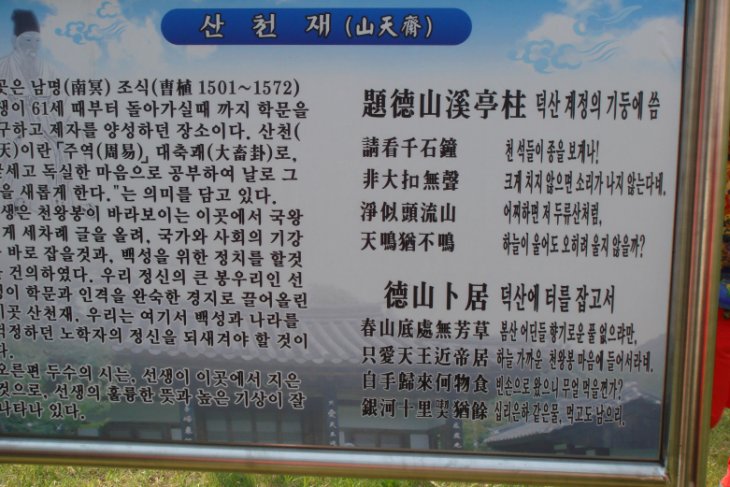 산 천 재 (山天齋)
곳은 남명(南冥) 조식(曺植 1501~1572)
생이 61세 때부터 돌아가실때 까지 학문을
구하고 제자를 양성하던 장소이다. 산천(
天)이란「주역(周易)」대축괘(大畜卦)로,
세고 독실한 마음으로 공부하여 날로 그
을 새롭게 한다."는 의미를 담고 있다.
생은 천왕봉이 바라보이는 이곳에서 국왕
게 세차례 글을 올려, 국가와 사회의 기강
바로 잡을것과, 백성을 위한 정치를 할것
건의하였다. 우리 정신의 큰 봉우리인 선
이 학문과 인격을 완숙한 경지로 끌어올린
곳 산천재. 우리는 여기서 백성과 나라를
걱정하던 노학자의 정신을 되새겨야 할 것이
다.
오른편 두수의 시는, 선생이 이곳에서 지은
것으로, 선생의 훌륭한 뜻과 높은 기상이 잘
나타나 있다.
題德山溪亭柱 덕산 계정의 기둥에 씀
請看千石鐘 천 석들이 종을 보게나!
非大扣無聲 크게 치지 않으면 소리가 나지 않는다네.
淨似頭流山 어찌하면 저 두류산처럼,
天鳴猶不鳴 하늘이 울어도 오히려 울지 않을까?
德山卜居 덕산에 터를 잡고서
春山底處無芳草 봄산 어딘들 향기로운 풀 없으랴만,
只愛天王近帝居 하늘 가까운 천왕봉 마음에 들어서라네.
白手歸來何物食 빈손으로 왔으니 무얼 먹을건가?
銀河十里喫猶餘 십리은하 같은물, 먹고도 남으리.